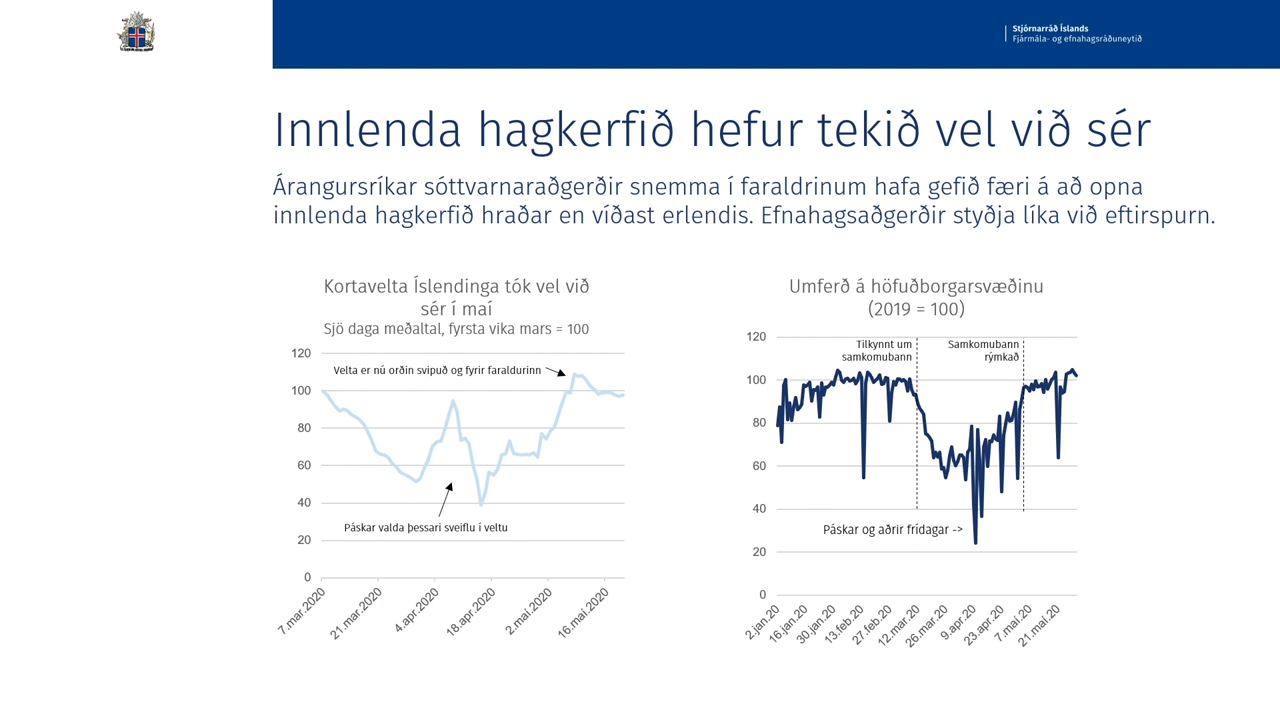 Stjórnarráð Íslands
Fjármála- og efnahagsráðuneytið
Innlenda hagkerfið hefur tekið vel við sér
Árangursríkar sóttvarnaraðgerðir snemma í faraldrinum hafa gefið færi á að opna
innlenda hagkerfið hraðar en víðast erlendis. Efnahagsaðgerðir styðja líka við eftirspurn.
Kortavelta Íslendinga tók vel við
sér í maí
Sjö daga meðaltal, fyrsta vika mars = 100
120
100
80
60
40
20
0
Velta er nú orðin svipuð og fyrir faraldurinn
Páskar valda þessari sveiflu í veltu
7.mar.2020
21.mar.2020
4.apr.2020
18.apr.2020
2.maí.2020
16.maí.2020
Umferð á höfuðborgarsvæðinu
(2019 = 100)
120
100
80
60
40
20
0
Tilkynnt um
samkomubann
Samkomubann
rýmkað
Páskar og aðrir frídagar ->
2.jan.20
16.jan.20
30.jan.20
13.feb.20
27.feb.20
12.mar.20
26.mar.20
9.apr.20
23.apr.20
7.maí.20
21.maí.20